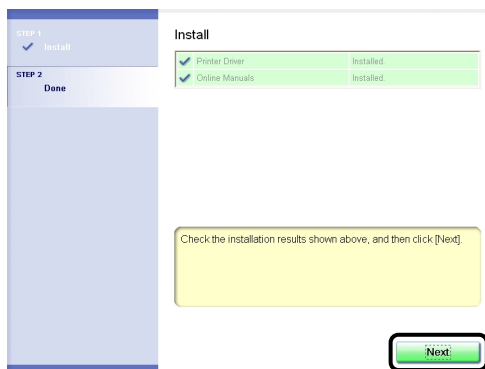 STEP 1
Install
STEP 2
Done
Install
Printer Driver Installed.
Online Manuals Installed.
Check the installation results shown above, and then click [Next].
Next